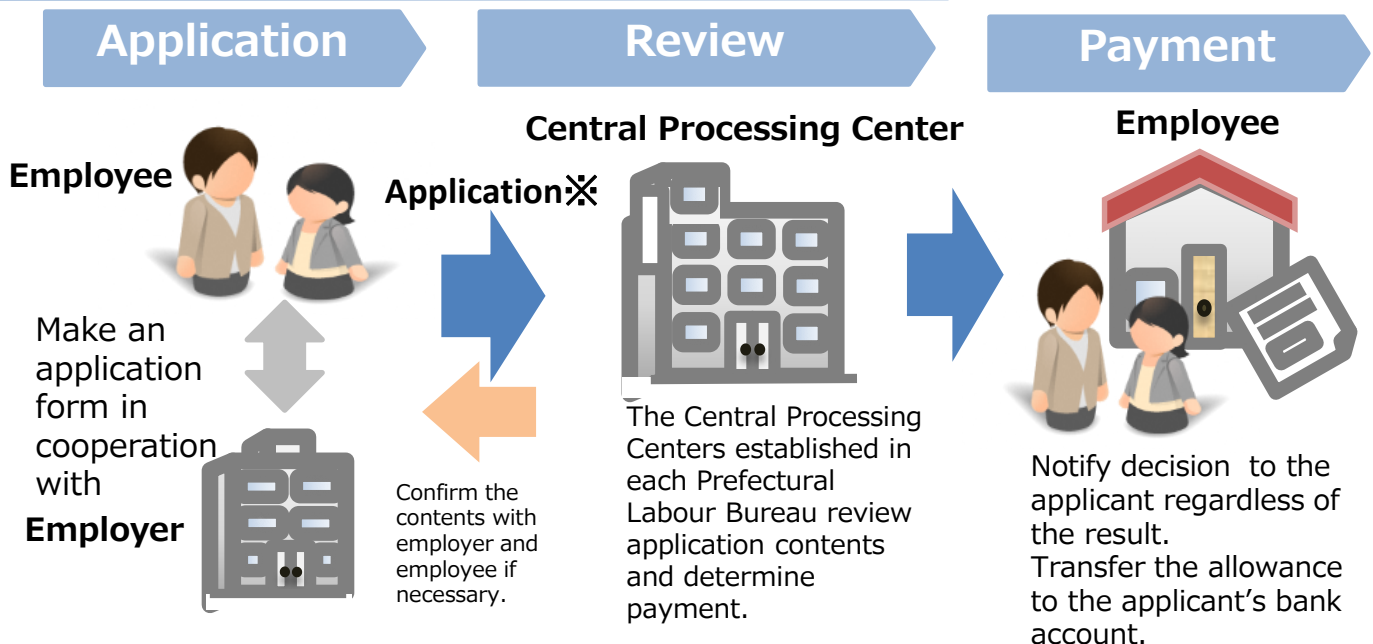 Application
Review
Payment
Employee
Make an
application
form in
cooperation
with
Employer
Application※
Confirm the
contents with
employer and
employee if
necessary.
Central Processing Center
The Central Processing
Centers established in
each Prefectural
Labour Bureau review
application contents
and determine
payment.
Employee
Notify decision to the
applicant regardless of
the result.
Transfer the allowance
to the applicant’s bank
account.